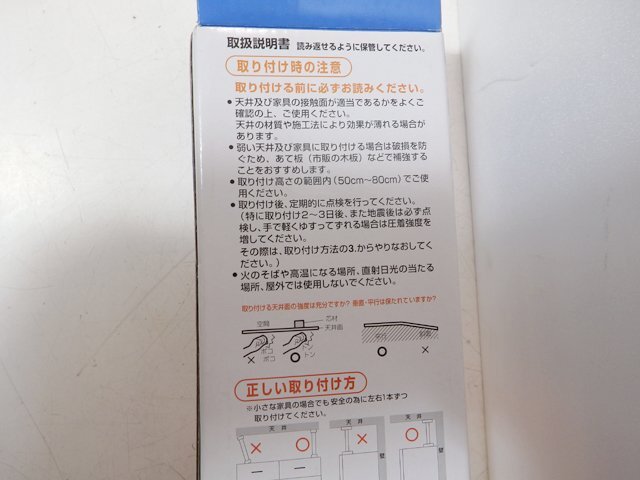 取扱説明書 読み返せるように保管してください。
取り付け時の注意
取り付ける前に必ずお読みください。
● 天井及び家具の接触面が適当であるかをよくご
確認の上、ご使用ください。
天井の材質や施工法により効果が薄れる場合が
あります。
● 弱い天井及び家具に取り付ける場合は破損を防
ぐため、あて板（市販の木板）などで補強する
ことをおすすめします。
● 取り付け高さの範囲内（50cm～80cm）でご使
用ください。
● 取り付け後、定期的に点検を行ってください。
（特に取り付け2～3日後、また地震後は必ず点
検し、手で軽くゆすってずれる場合は圧着強度を
増してください。
その際は、取り付け方法の3.からやりなおしてく
ださい。）
● 火のそばや高温になる場所、直射日光の当たる
場所、屋外では使用しないでください。
取り付ける天井面の強度は充分ですか? 垂直・平行は保たれていますか?
空間 芯材
天井面
ポコ トン
ポコ トン
× ○ ○ ×
正しい取り付け方
※小さな家具の場合でも安全の為に左右1本ずつ
取り付けてください。
天井 天井 天井
× ○ × ○
壁 壁